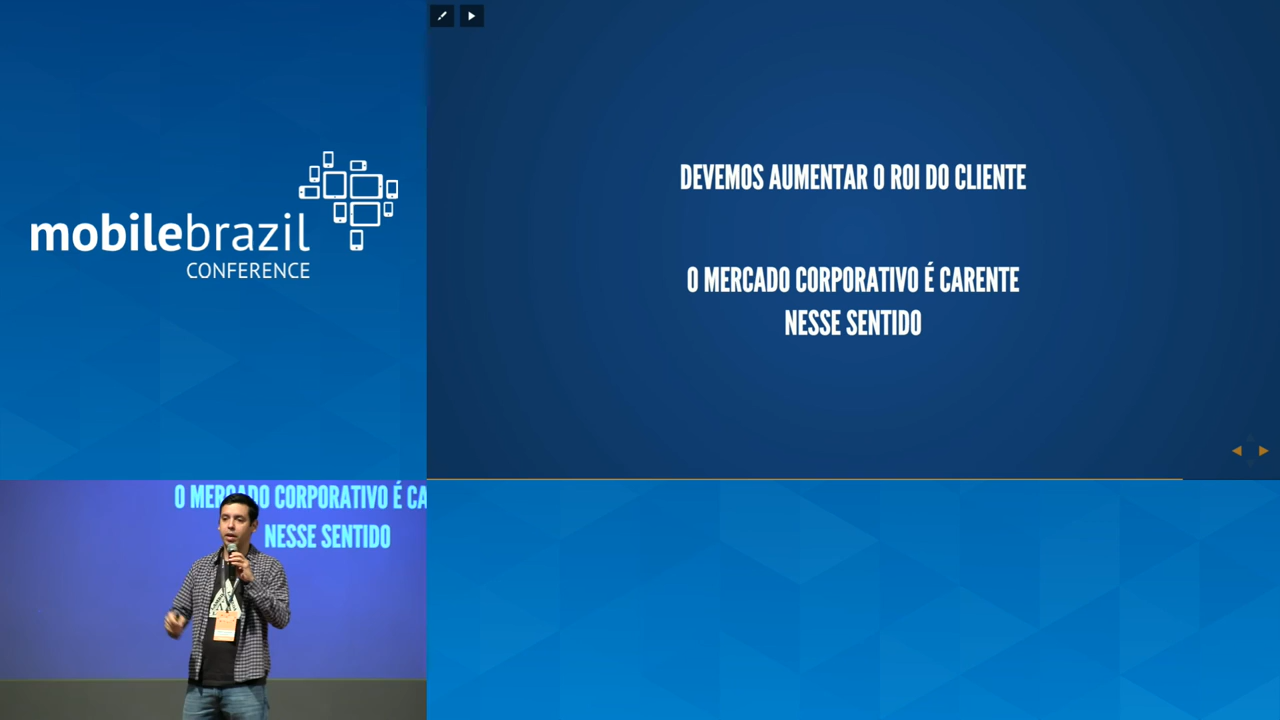 mobilebrazil
CONFERENCE
DEVEMOS AUMENTAR O ROI DO CLIENTE
O MERCADO CORPORATIVO É CARENTE
NESSE SENTIDO
O MERCADO CORPORATIVO É CA
NESSE SENTIDO